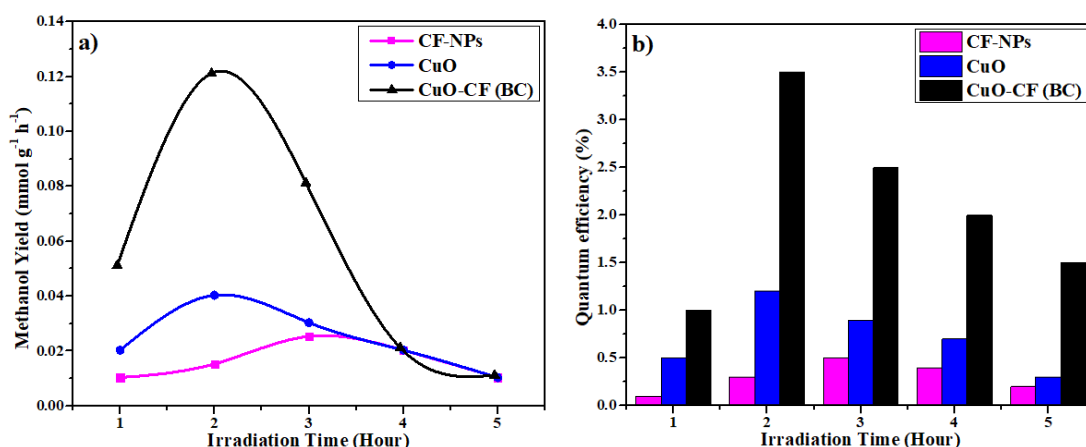 a)
CF-NPs
CuO
CuO-CF (BC)
Methanol Yield (mmol g⁻¹ h⁻¹)
0.14
0.12
0.10
0.08
0.06
0.04
0.02
0.00
1 2 3 4 5
Irradiation Time (Hour)
b)
CF-NPs
CuO
CuO-CF (BC)
Quantum efficiency (%)
4.0
3.5
3.0
2.5
2.0
1.5
1.0
0.5
0.0
1 2 3 4 5
Irradiation Time (Hour)